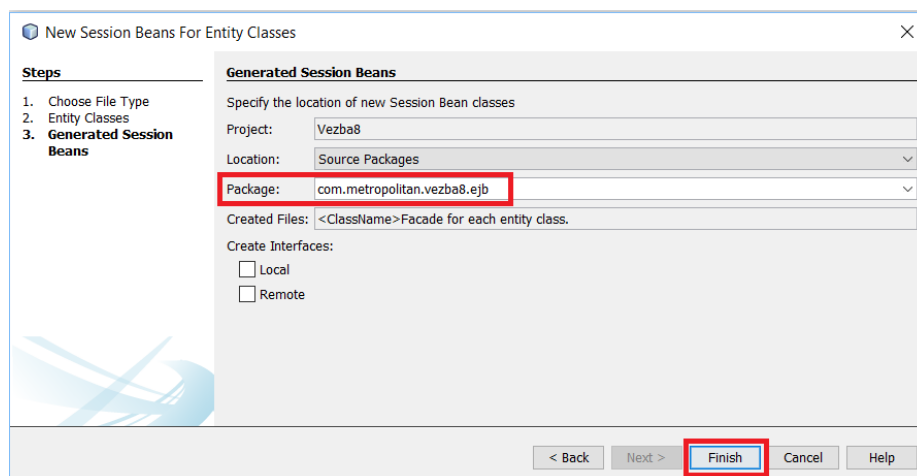 New Session Beans For Entity Classes
Steps
1. Choose File Type
2. Entity Classes
3. Generated Session
Beans
Generated Session Beans
Specify the location of new Session Bean classes
Project: Vezba8
Location: Source Packages
Package: com.metropolitan.vezba8.ejb
Created Files: <ClassName>Facade for each entity class.
Create Interfaces:
Local
Remote
< Back Next > Finish Cancel Help